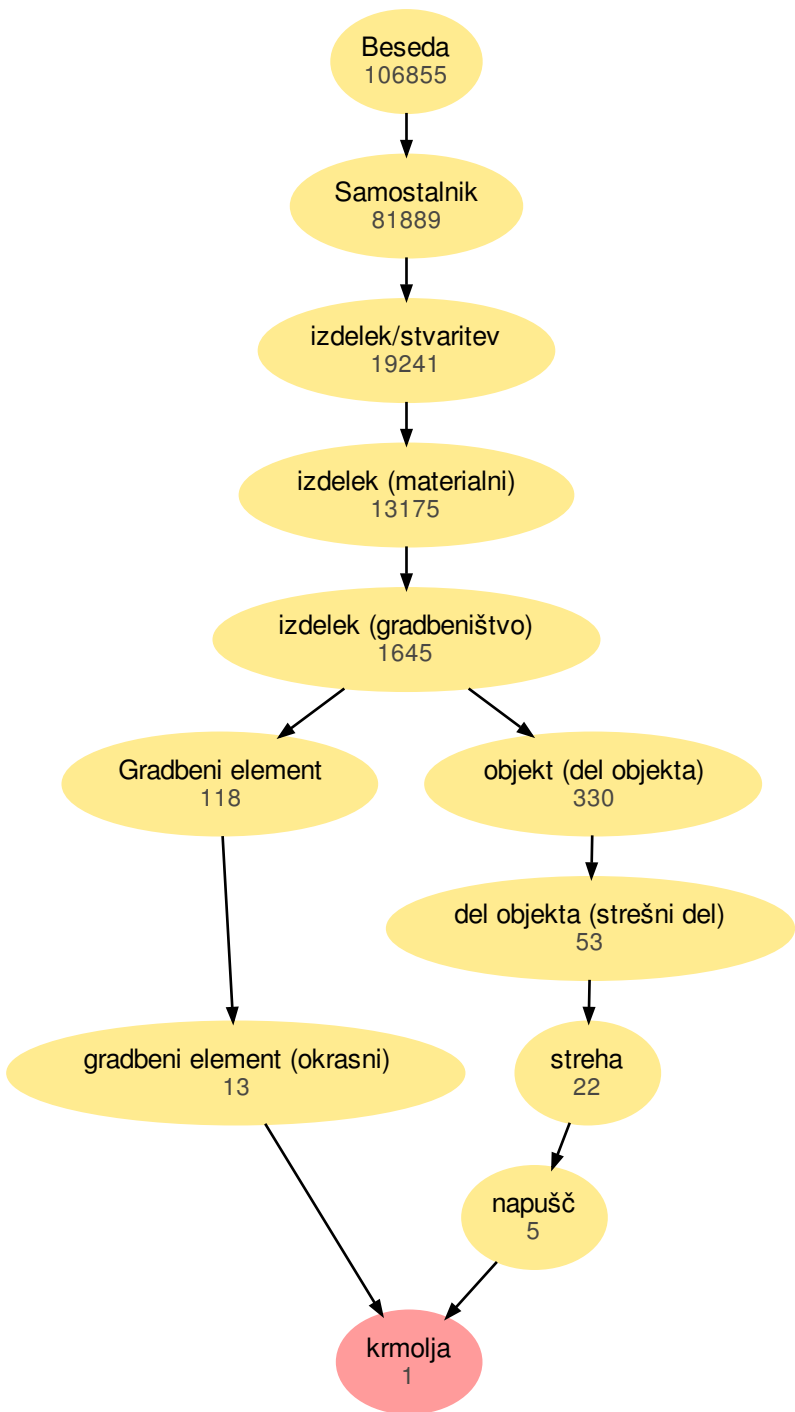 Beseda
106855
Samostalnik
81889
izdelek/stvaritev
19241
izdelek (materialni)
13175
izdelek (gradbeništvo)
1645
Gradbeni element
118
objekt (del objekta)
330
del objekta (strešni del)
53
gradbeni element (okrasni)
13
streha
22
napušč
5
krmolja
1